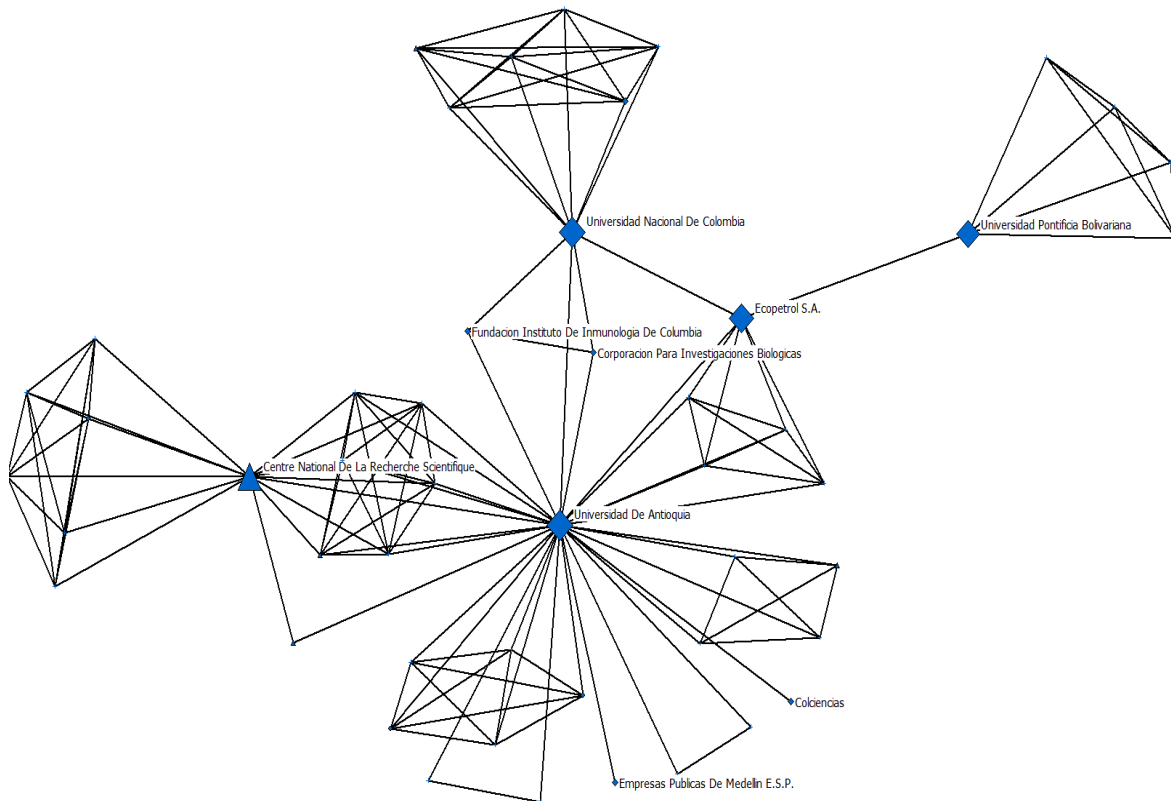 Universidad Nacional De Colombia
Universidad Pontificia Bolivariana
Ecopetrol S.A.
Fundacion Instituto De Inmunologia De Columbia
Corporacion Para Investigaciones Biologicas
Centre National De La Recherche Scientifique
Universidad De Antioquia
Colciencias
Empresas Publicas De Medellin E.S.P.